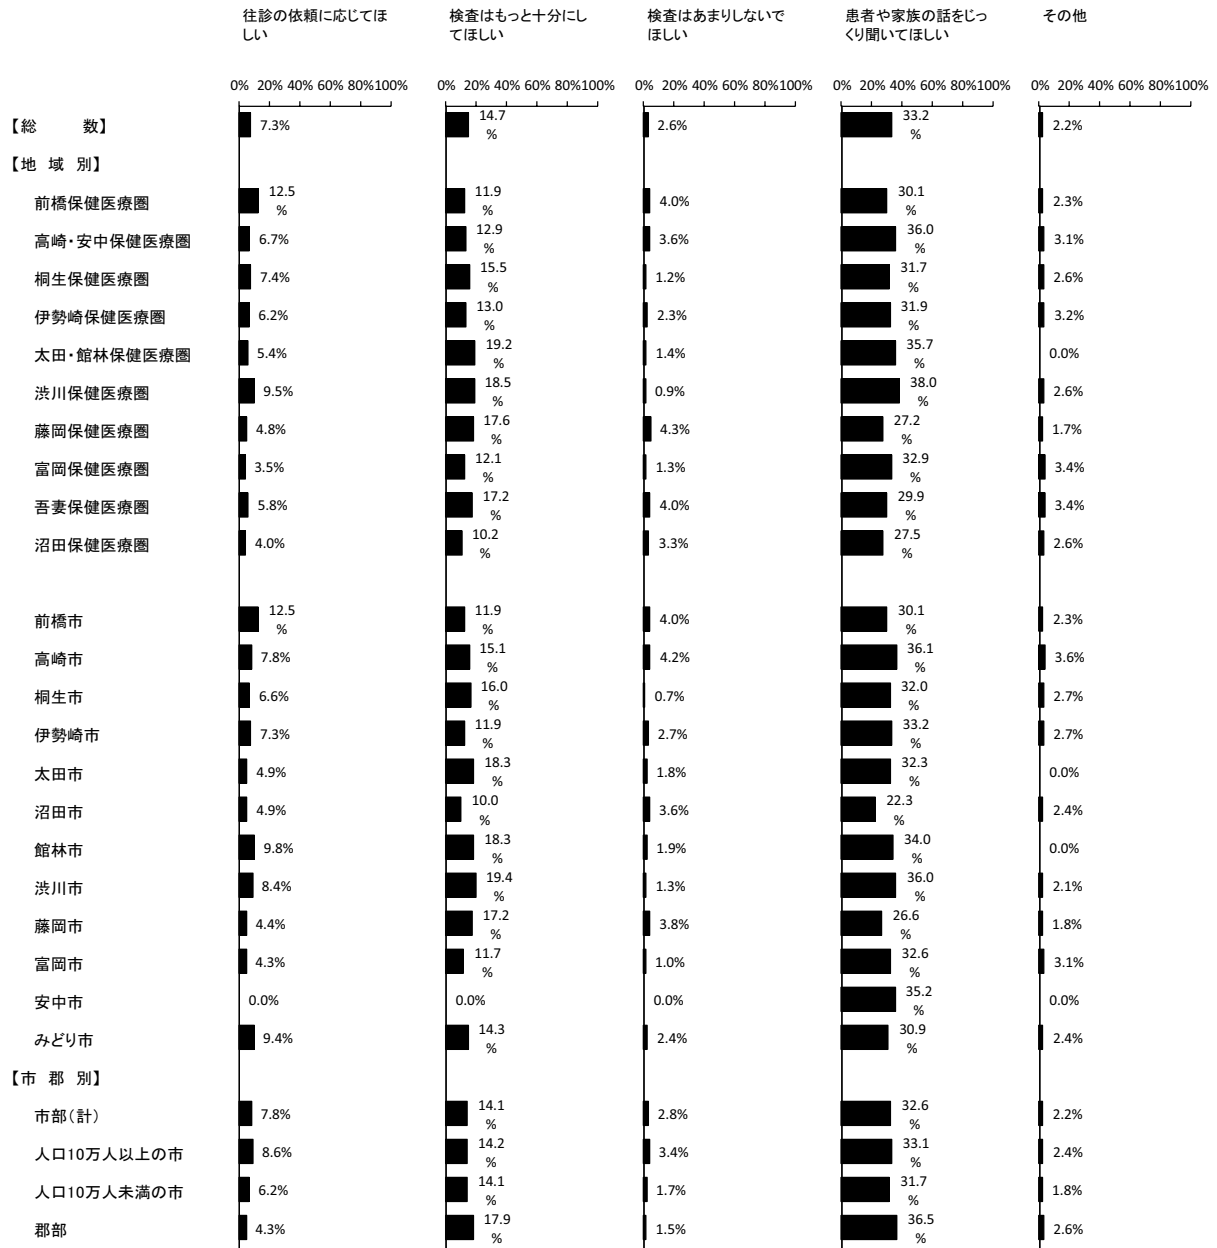 往診の依頼に応じてほ
しい
検査はもっと十分にし
てほしい
検査はあまりしないで
ほしい
患者や家族の話をじっ
くり聞いてほしい
その他
0% 20% 40% 60% 80%100% 0% 20% 40% 60% 80%100% 0% 20% 40% 60% 80%100% 0% 20% 40% 60% 80%100% 0% 20% 40% 60% 80%100%
【総 数】 7.3% 14.7% 2.6% 33.2% 2.2%
【地 域 別】
前橋保健医療圏 12.5% 11.9% 4.0% 30.1% 2.3%
高崎・安中保健医療圏 6.7% 12.9% 3.6% 36.0% 3.1%
桐生保健医療圏 7.4% 15.5% 1.2% 31.7% 2.6%
伊勢崎保健医療圏 6.2% 13.0% 2.3% 31.9% 3.2%
太田・館林保健医療圏 5.4% 19.2% 1.4% 35.7% 0.0%
渋川保健医療圏 9.5% 18.5% 0.9% 38.0% 2.6%
藤岡保健医療圏 4.8% 17.6% 4.3% 27.2% 1.7%
富岡保健医療圏 3.5% 12.1% 1.3% 32.9% 3.4%
吾妻保健医療圏 5.8% 17.2% 4.0% 29.9% 3.4%
沼田保健医療圏 4.0% 10.2% 3.3% 27.5% 2.6%
前橋市 12.5% 11.9% 4.0% 30.1% 2.3%
高崎市 7.8% 15.1% 4.2% 36.1% 3.6%
桐生市 6.6% 16.0% 0.7% 32.0% 2.7%
伊勢崎市 7.3% 11.9% 2.7% 33.2% 2.7%
太田市 4.9% 18.3% 1.8% 32.3% 0.0%
沼田市 4.9% 10.0% 3.6% 22.3% 2.4%
館林市 9.8% 18.3% 1.9% 34.0% 0.0%
渋川市 8.4% 19.4% 1.3% 36.0% 2.1%
藤岡市 4.4% 17.2% 3.8% 26.6% 1.8%
富岡市 4.3% 11.7% 1.0% 32.6% 3.1%
安中市 0.0% 0.0% 0.0% 35.2% 0.0%
みどり市 9.4% 14.3% 2.4% 30.9% 2.4%
【市 郡 別】
市部（計） 7.8% 14.1% 2.8% 32.6% 2.2%
人口10万人以上の市 8.6% 14.2% 3.4% 33.1% 2.4%
人口10万人未満の市 6.2% 14.1% 1.7% 31.7% 1.8%
郡部 4.3% 17.9% 1.5% 36.5% 2.6%